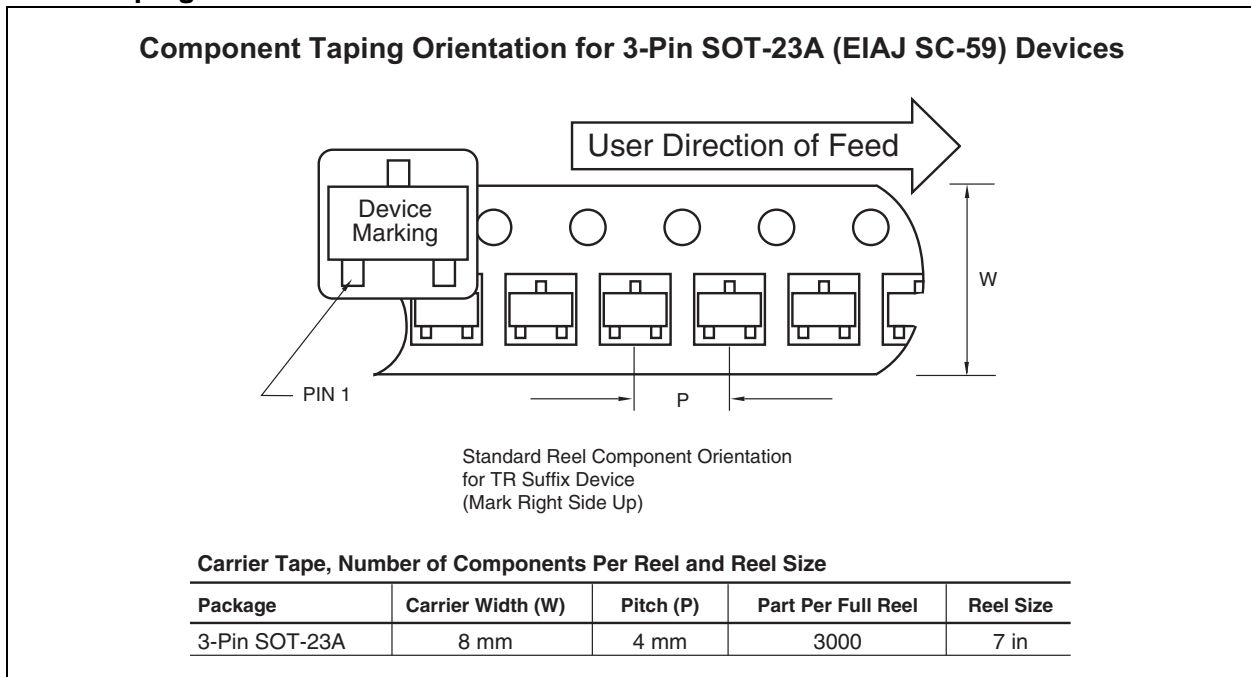 Component Taping Orientation for 3-Pin SOT-23A (EIAJ SC-59) Devices
User Direction of Feed
Device
Marking
W
PIN 1
P
Standard Reel Component Orientation
for TR Suffix Device
(Mark Right Side Up)
Carrier Tape, Number of Components Per Reel and Reel Size
Package Carrier Width (W) Pitch (P) Part Per Full Reel Reel Size
3-Pin SOT-23A 8 mm 4 mm 3000 7 in